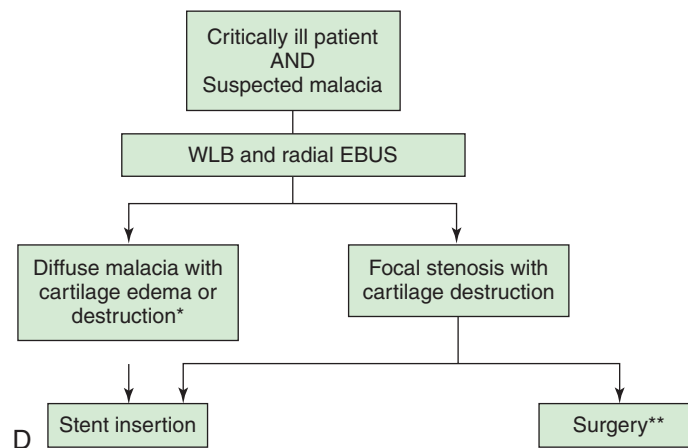 Critically ill patient
AND
Suspected malacia
WLB and radial EBUS
Diffuse malacia with
cartilage edema or
destruction*
Focal stenosis with
cartilage destruction
Stent insertion
Surgery**
D